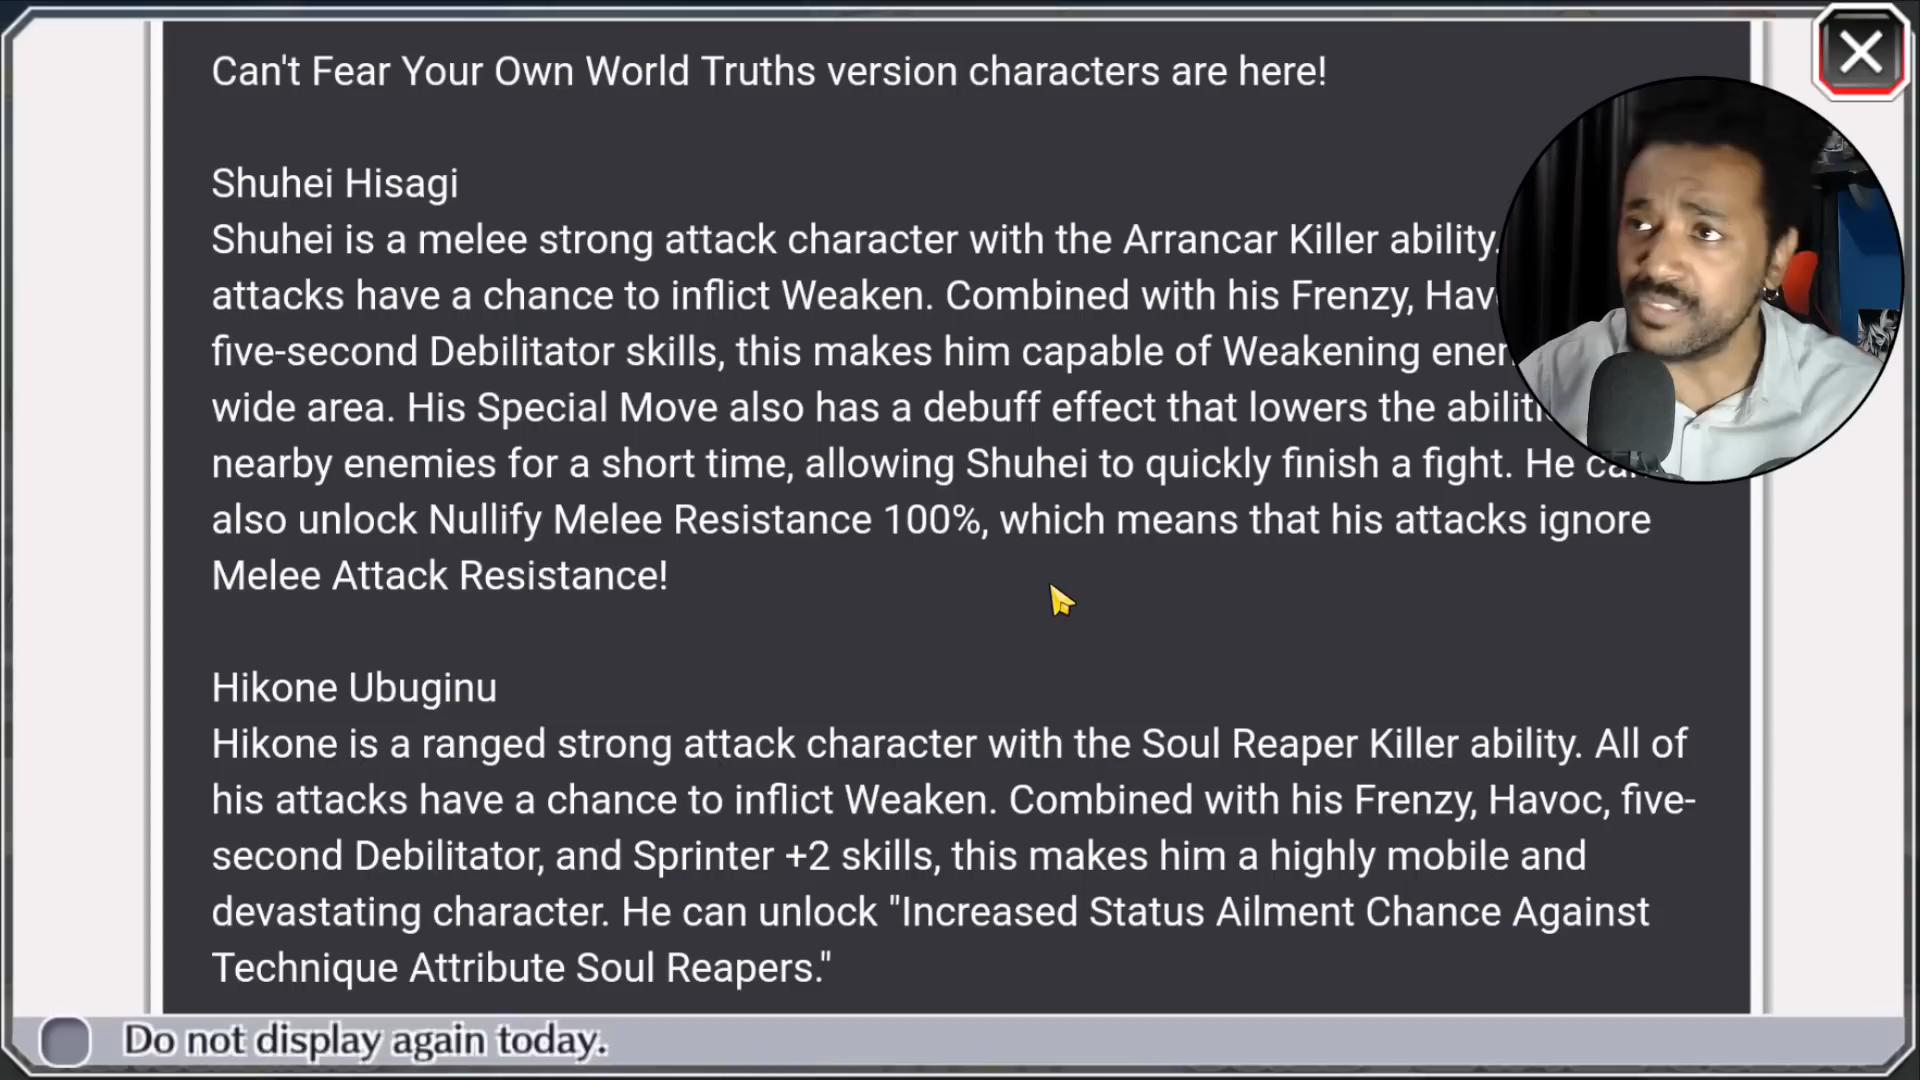 Can't Fear Your Own World Truths version characters are here!
Shuhei Hisagi
Shuhei is a melee strong attack character with the Arrancar Killer ability.
attacks have a chance to inflict Weaken. Combined with his Frenzy,
five-second Debilitator skills, this makes him capable of Weakening
wide area. His Special Move also has a debuff effect that lowers the
nearby enemies for a short time, allowing Shuhei to quickly finish a fight. He can
also unlock Nullify Melee Resistance 100%, which means that his attacks ignore
Melee Attack Resistance!
Hikone Ubuginu
Hikone is a ranged strong attack character with the Soul Reaper Killer ability. All of
his attacks have a chance to inflict Weaken. Combined with his Frenzy, Havoc, five-
second Debilitator, and Sprinter +2 skills, this makes him a highly mobile and
devastating character. He can unlock "Increased Status Ailment Chance Against
Technique Attribute Soul Reapers."
Do not display again today.